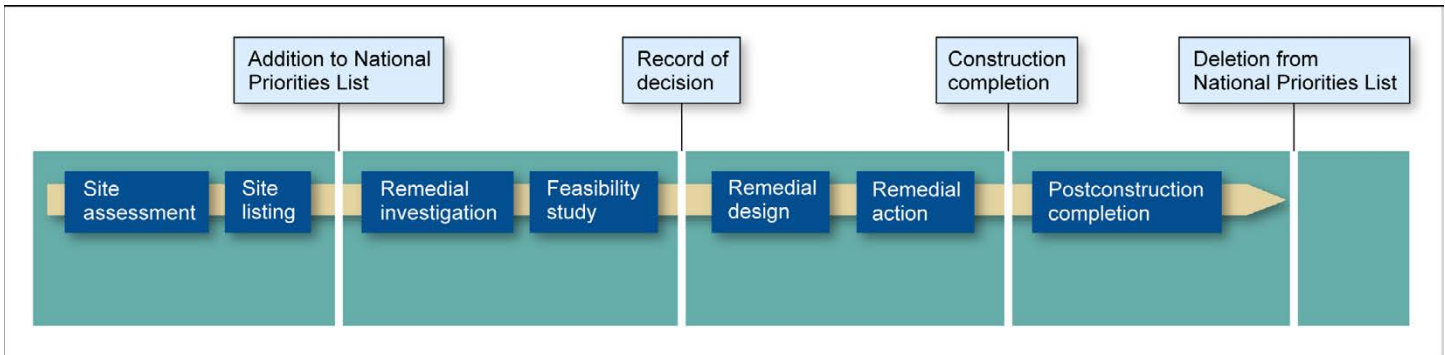 Addition to National
Priorities List
Record of
decision
Construction
completion
Deletion from
National Priorities List
Site
assessment
Site
listing
Remedial
investigation
Feasibility
study
Remedial
design
Remedial
action
Postconstruction
completion